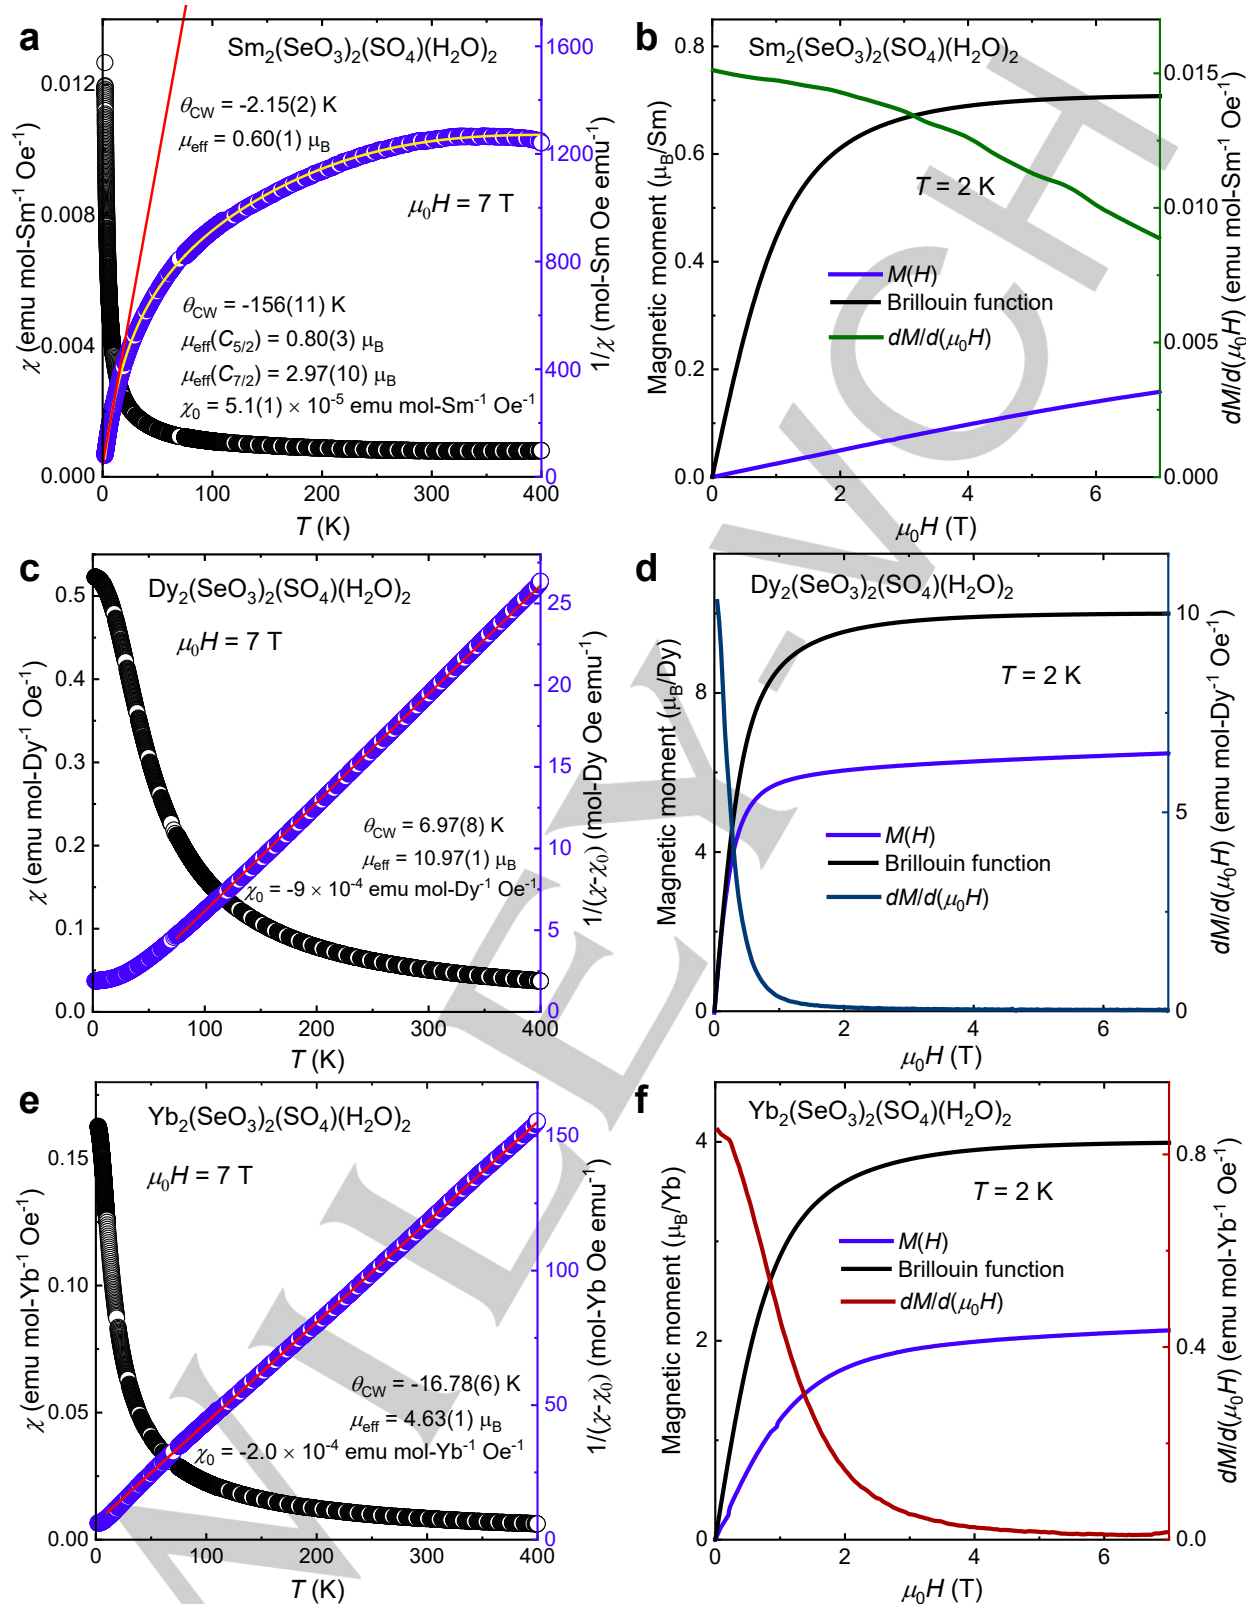 a
Sm₂(SeO₃)₂(SO₄)(H₂O)₂
θCW = -2.15(2) K
μeff = 0.60(1) μB
μ₀H = 7 T
θCW = -156(11) K
μeff(C5/2) = 0.80(3) μB
μeff(C7/2) = 2.97(10) μB
χ₀ = 5.1(1) × 10⁻⁵ emu mol-Sm⁻¹ Oe⁻¹
χ (emu mol-Sm⁻¹ Oe⁻¹)
0.012
0.008
0.004
0.000
1600
1200
800
400
0
1/χ (mol-Sm Oe emu⁻¹)
0 100 200 300 400
T (K)
b
Sm₂(SeO₃)₂(SO₄)(H₂O)₂
T = 2 K
M(H)
Brillouin function
dM/d(μ₀H)
Magnetic moment (μB/Sm)
0.8
0.6
0.4
0.2
0.0
0.015
0.010
0.005
0.000
dM/d(μ₀H) (emu mol-Sm⁻¹ Oe⁻¹)
0 2 4 6
μ₀H (T)
c
Dy₂(SeO₃)₂(SO₄)(H₂O)₂
μ₀H = 7 T
θCW = 6.97(8) K
μeff = 10.97(1) μB
χ₀ = -9 × 10⁻⁴ emu mol-Dy⁻¹ Oe⁻¹
χ (emu mol-Dy⁻¹ Oe⁻¹)
0.5
0.4
0.3
0.2
0.1
0.0
25
20
15
10
5
0
1/(χ-χ₀) (mol-Dy Oe emu⁻¹)
0 100 200 300 400
T (K)
d
Dy₂(SeO₃)₂(SO₄)(H₂O)₂
T = 2 K
M(H)
Brillouin function
dM/d(μ₀H)
Magnetic moment (μB/Dy)
8
4
0
10
5
0
dM/d(μ₀H) (emu mol-Dy⁻¹ Oe⁻¹)
0 2 4 6
μ₀H (T)
e
Yb₂(SeO₃)₂(SO₄)(H₂O)₂
μ₀H = 7 T
θCW = -16.78(6) K
μeff = 4.63(1) μB
χ₀ = -2.0 × 10⁻⁴ emu mol-Yb⁻¹ Oe⁻¹
χ (emu mol-Yb⁻¹ Oe⁻¹)
0.15
0.10
0.05
0.00
150
100
50
0
1/(χ-χ₀) (mol-Yb Oe emu⁻¹)
0 100 200 300 400
T (K)
f
Yb₂(SeO₃)₂(SO₄)(H₂O)₂
T = 2 K
M(H)
Brillouin function
dM/d(μ₀H)
Magnetic moment (μB/Yb)
4
2
0
0.8
0.4
0.0
dM/d(μ₀H) (emu mol-Yb⁻¹ Oe⁻¹)
0 2 4 6
μ₀H (T)
WILEY-VCH